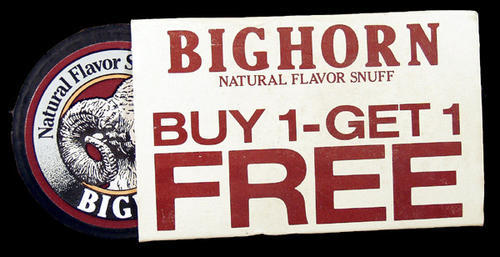 Natural Flavor S
BIG
BIGHORN
NATURAL FLAVOR SNUFF
BUY 1-GET 1
FREE